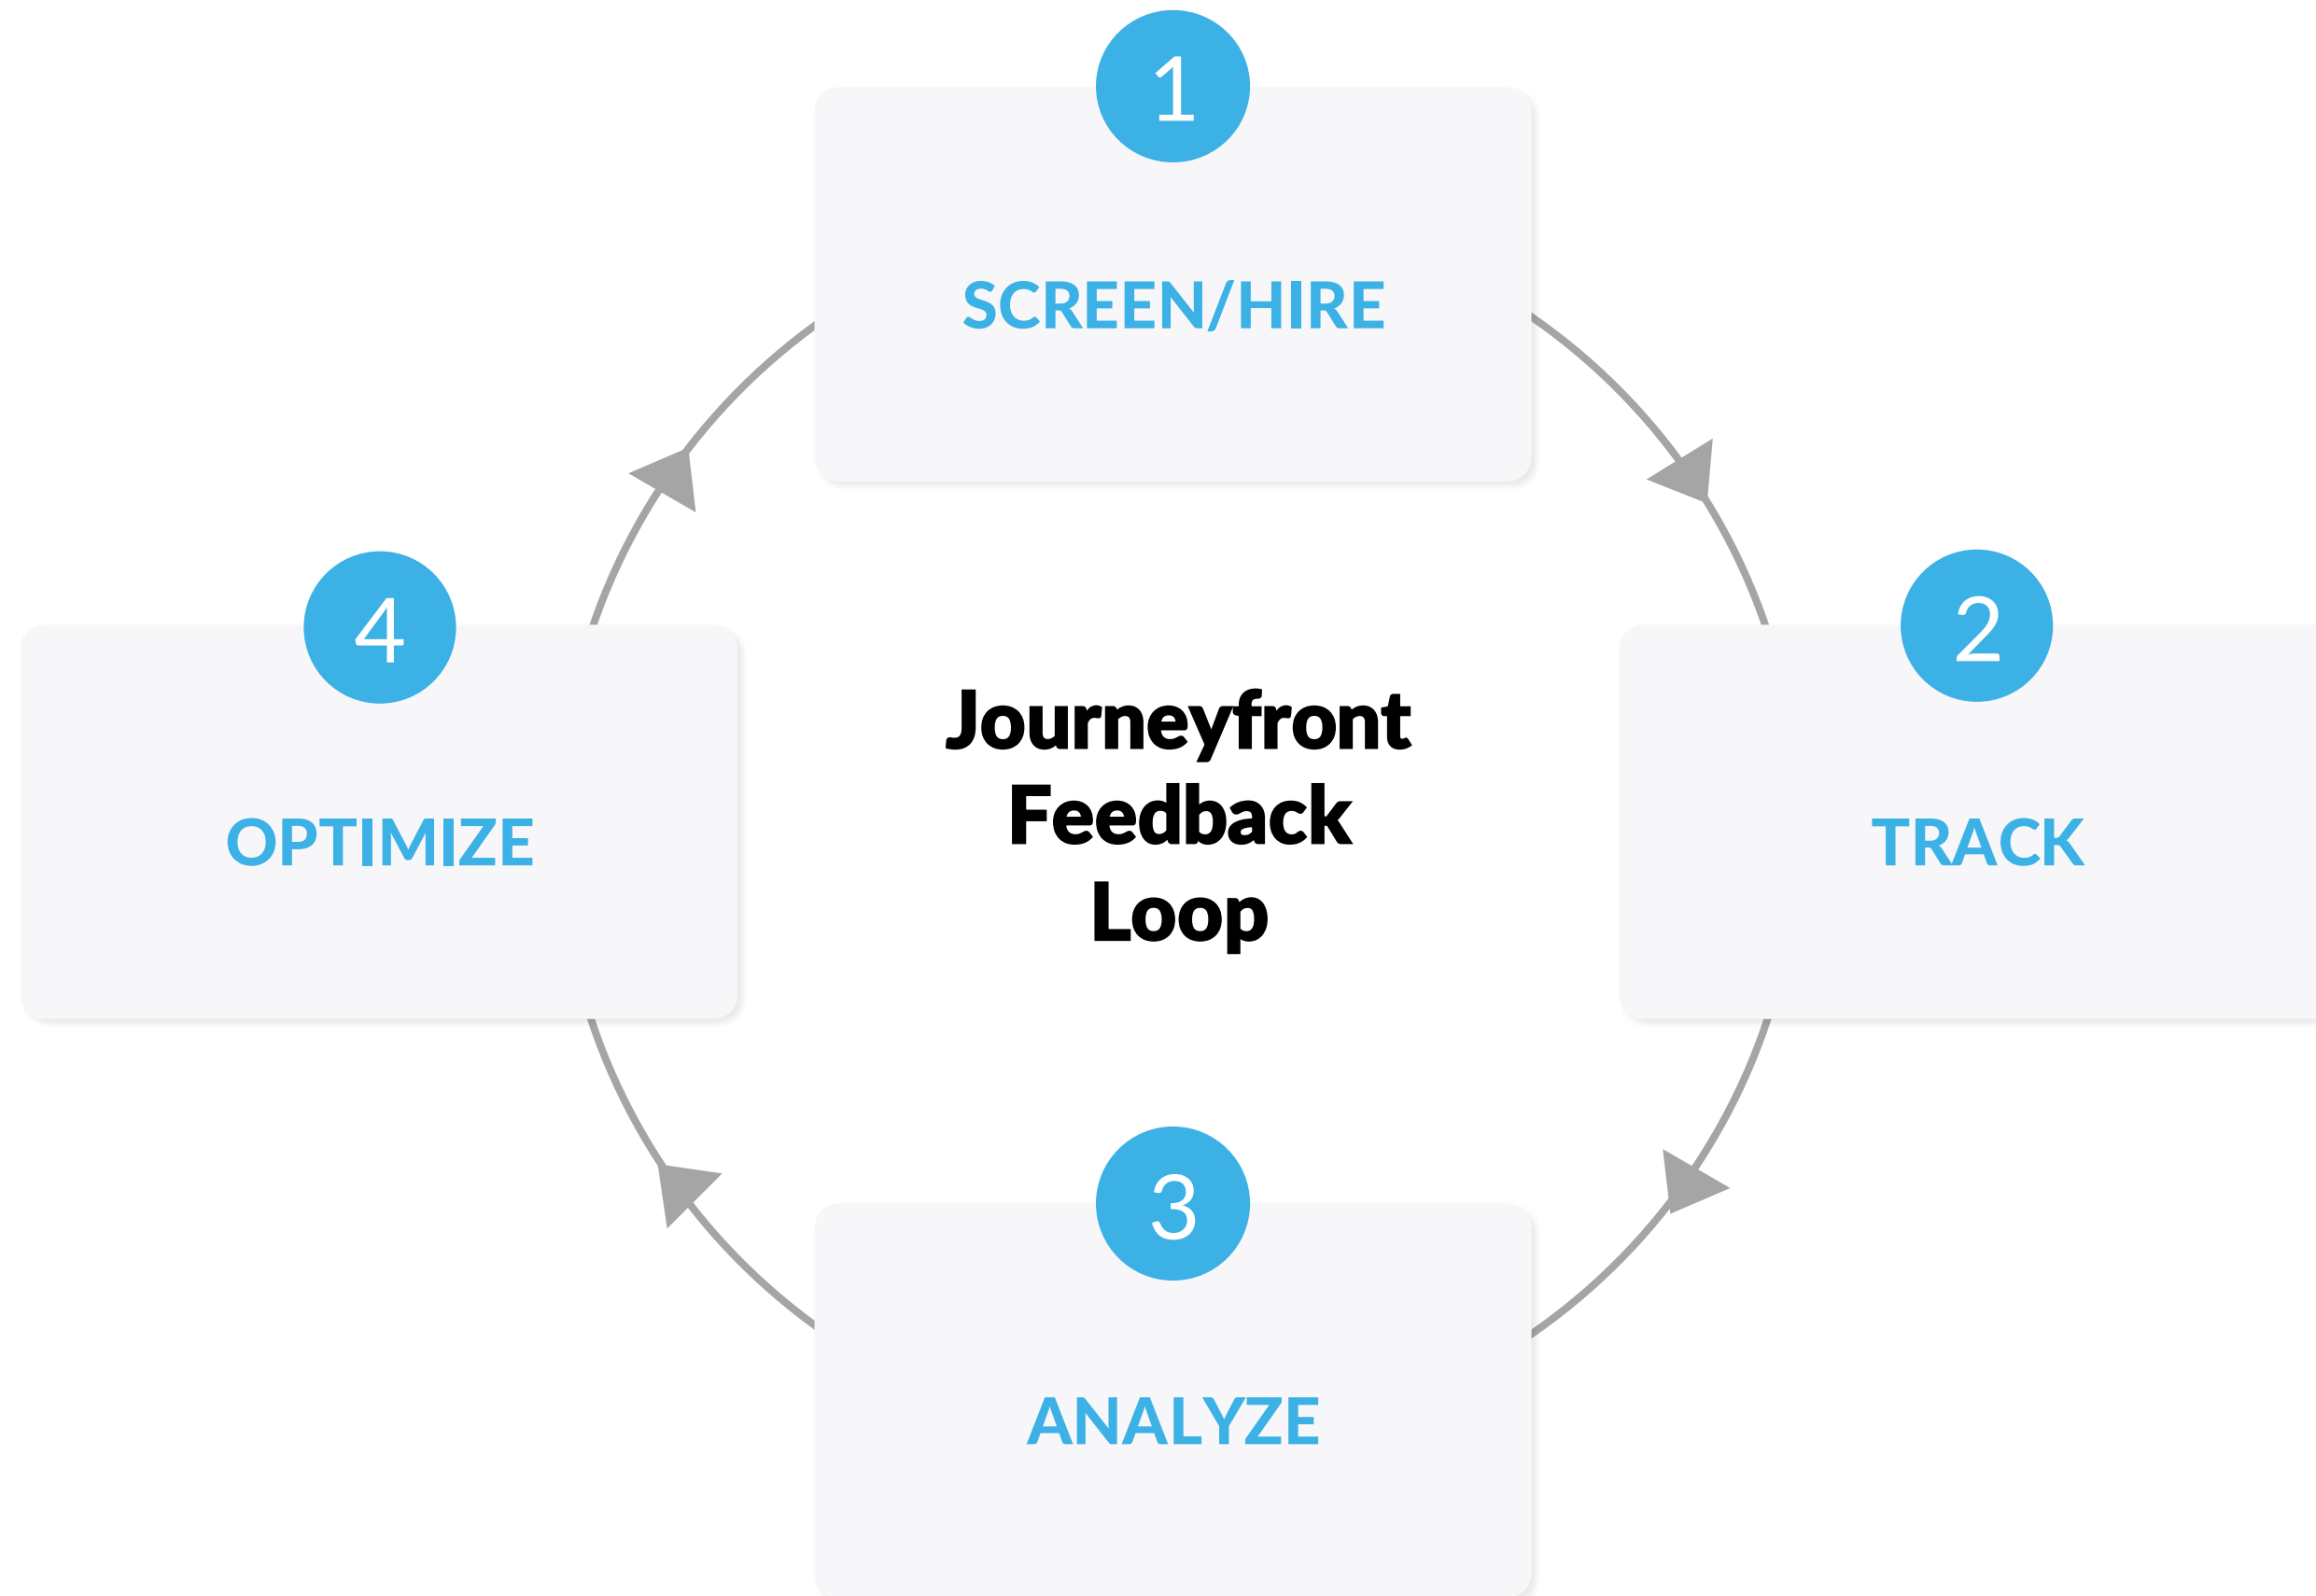 1
SCREEN/HIRE
2
TRACK
3
ANALYZE
4
OPTIMIZE
Journeyfront
Feedback
Loop